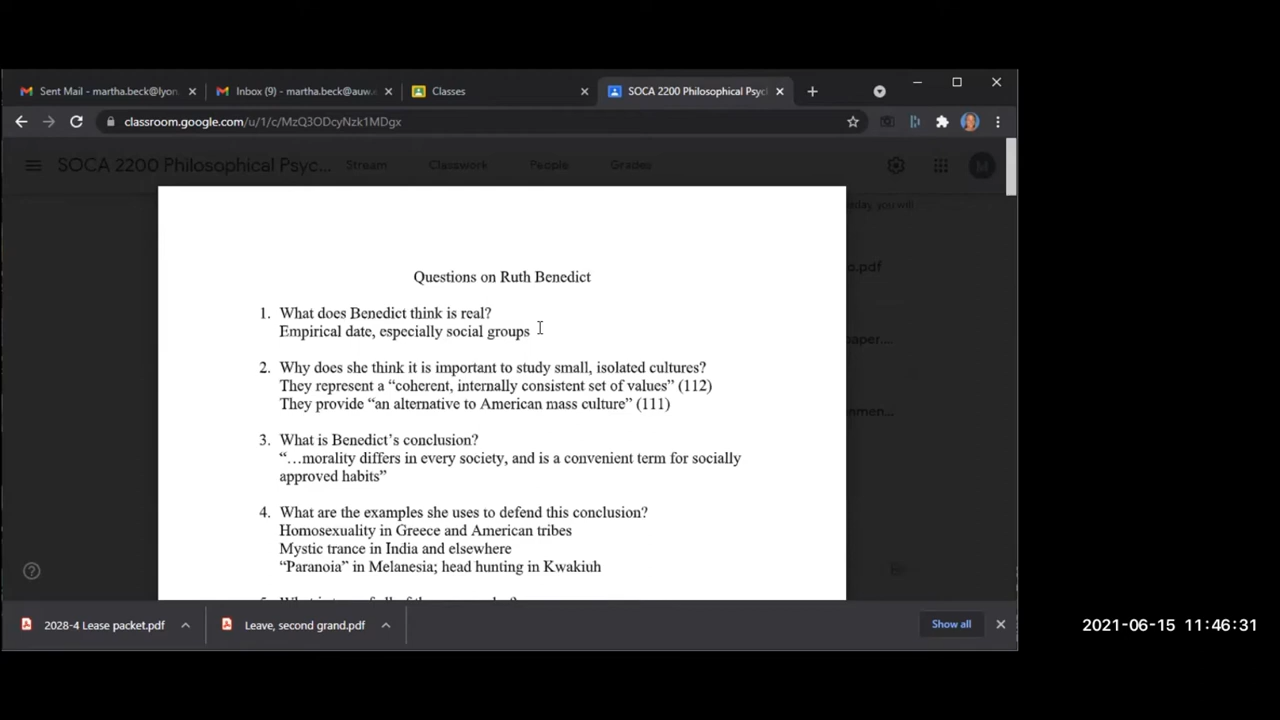 Sent Mail - martha.beck@lyon.
Inbox (9) - martha.beck@auw.e
Classes
SOCA 2200 Philosophical Psyc
classroom.google.com/u/1/c/MzQ3ODcyNzk1MDgx
SOCA 2200 Philosophical Psyc...
Stream
Classwork
People
Grades
M
you will
o.pdf
paper....
Questions on Ruth Benedict
1. What does Benedict think is real?
Empirical date, especially social groups
2. Why does she think it is important to study small, isolated cultures?
They represent a “coherent, internally consistent set of values” (112)
They provide “an alternative to American mass culture” (111)
3. What is Benedict’s conclusion?
“…morality differs in every society, and is a convenient term for socially
approved habits”
4. What are the examples she uses to defend this conclusion?
Homosexuality in Greece and American tribes
Mystic trance in India and elsewhere
“Paranoia” in Melanesia; head hunting in Kwakiuh
2028-4 Lease packet.pdf
Leave, second grand.pdf
Show all
2021-06-15 11:46:31